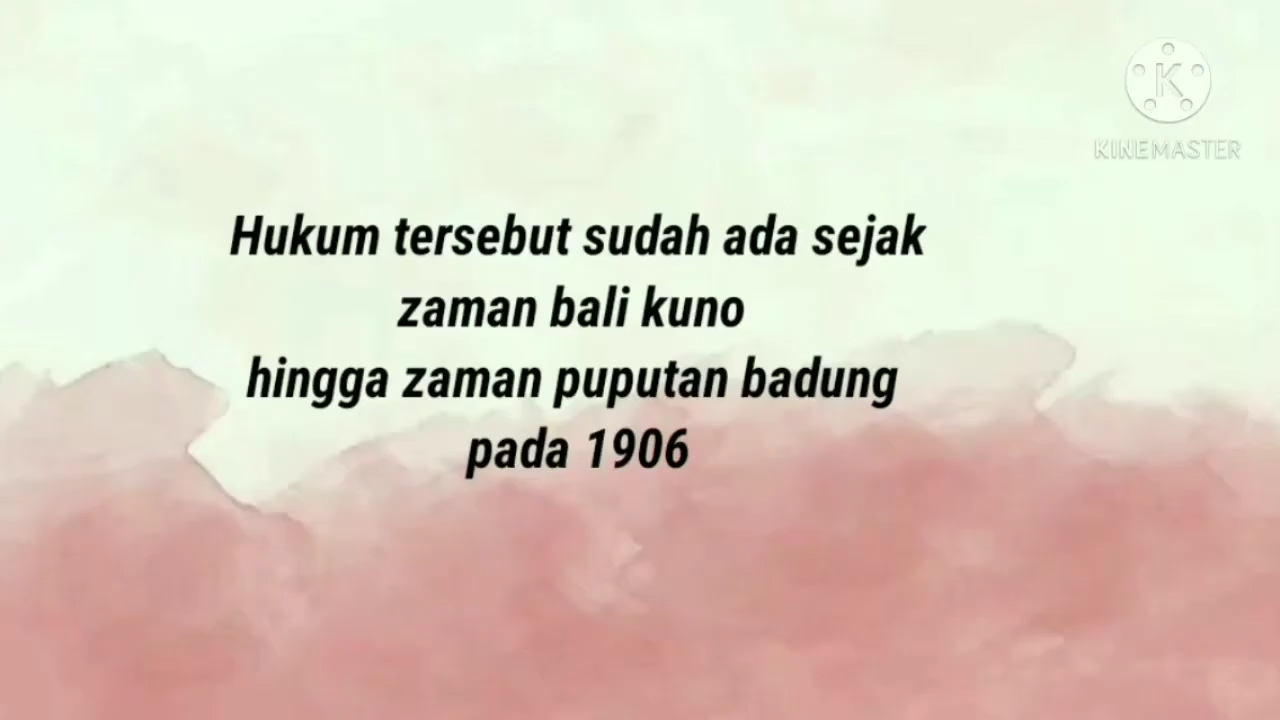 KINEMASTER
Hukum tersebut sudah ada sejak
zaman bali kuno
hingga zaman puputan badung
pada 1906